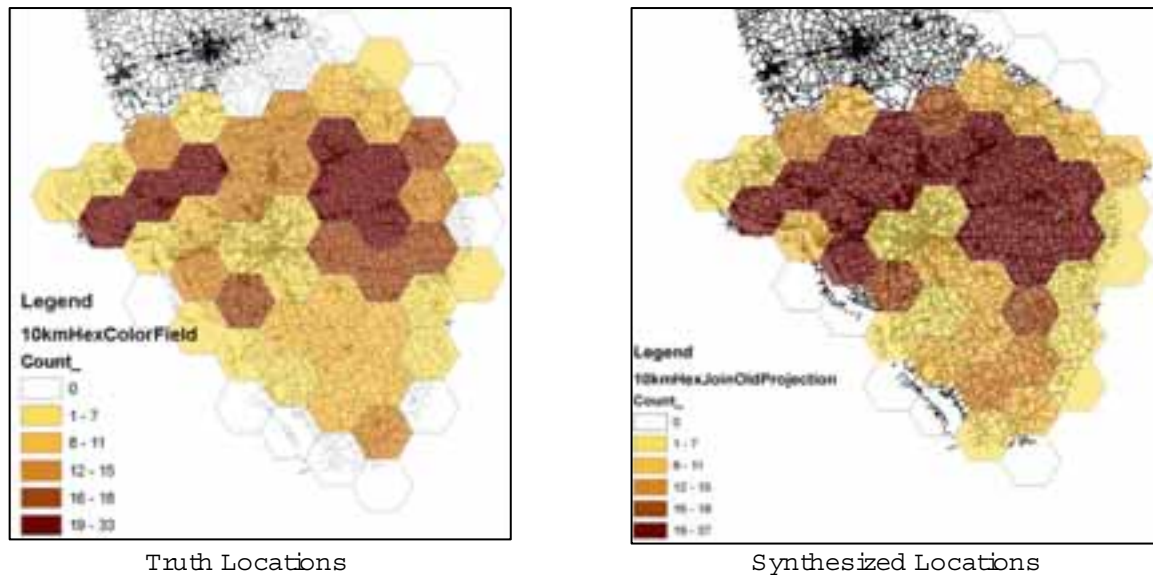 Legend
10kmHexColorField
Count_
0
1 - 7
8 - 11
12 - 15
16 - 18
19 - 33
Truth Locations
Legend
10kmHexJoinOldProjection
Count_
0
1 - 7
8 - 11
12 - 15
16 - 18
19 - 37
Synthesized Locations